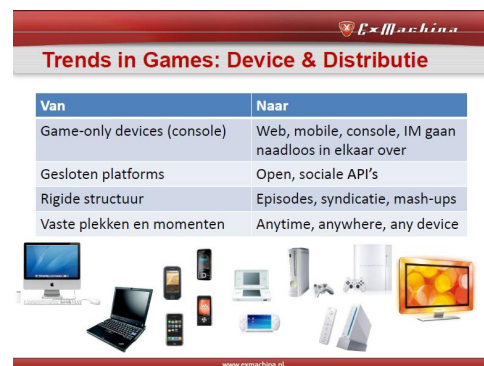 ExMachina
Trends in Games: Device & Distributie
Van Naar
Game-only devices (console) Web, mobile, console, IM gaan
naadloos in elkaar over
Gesloten platforms Open, sociale API's
Rigide structuur Episodes, syndicatie, mash-ups
Vaste plekken en momenten Anytime, anywhere, any device
www.exmachina.nl